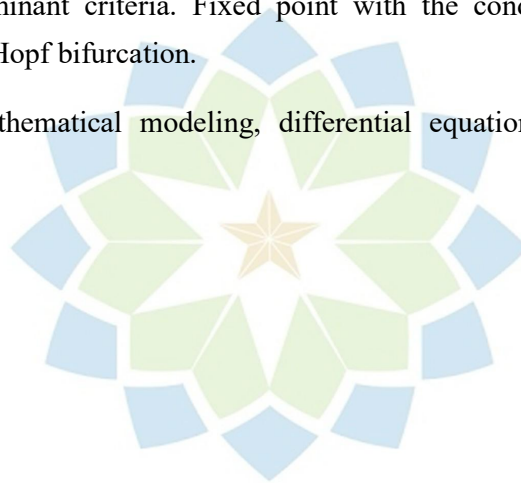 minant criteria. Fixed point with the cond
Hopf bifurcation.
thematical modeling, differential equation